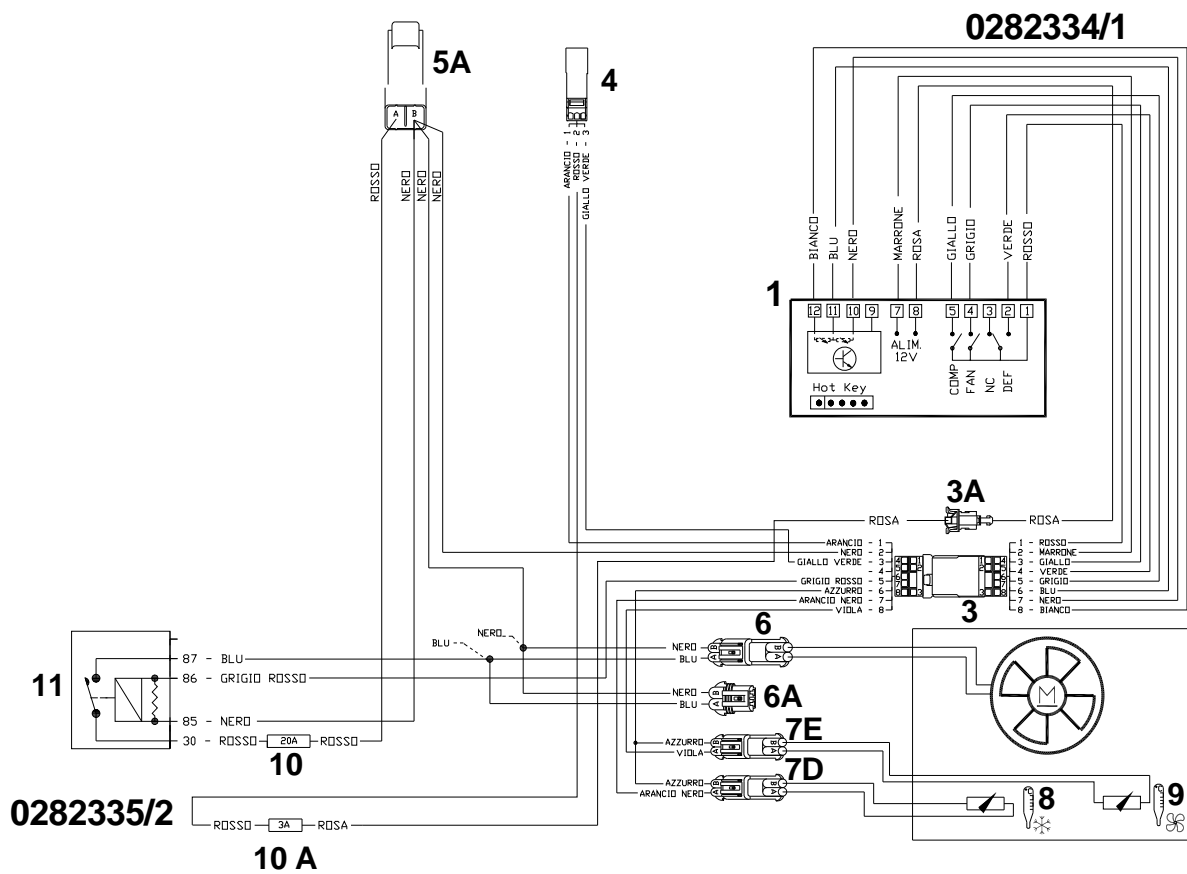 0282334/1
5A
4
A B
ARANCIO - 1
ROSSO - 2
GIALLO VERDE - 3
ROSSO
NERO
NERO
NERO
BIANCO
BLU
NERO
MARRONE
ROSA
GIALLO
GRIGIO
VERDE
ROSSO
1
12 11 10 9 7 8 5 4 3 2 1
ALIM.
12V
COMP
FAN
NC
DEF
Hot Key
3A
ROSA
ROSA
ARANCIO - 1
NERO - 2
GIALLO VERDE - 3
- 4
GRIGIO ROSSO - 5
AZZURRO - 6
ARANCIO NERO - 7
VIOLA - 8
1 - ROSSO
2 - MARRONE
3 - GIALLO
4 - VERDE
5 - GRIGIO
6 - BLU
7 - NERO
8 - BIANCO
3
6
NERO
BLU
NERO
BLU
B
A
B
A
11
87 - BLU
86 - GRIGIO ROSSO
85 - NERO
30 - ROSSO
20A
ROSSO
10
6A
NERO
BLU
B
A
M
7E
AZZURRO
VIOLA
B
A
B
A
7D
AZZURRO
ARANCIO NERO
B
A
B
A
8
9
0282335/2
ROSSO
3A
ROSA
10 A